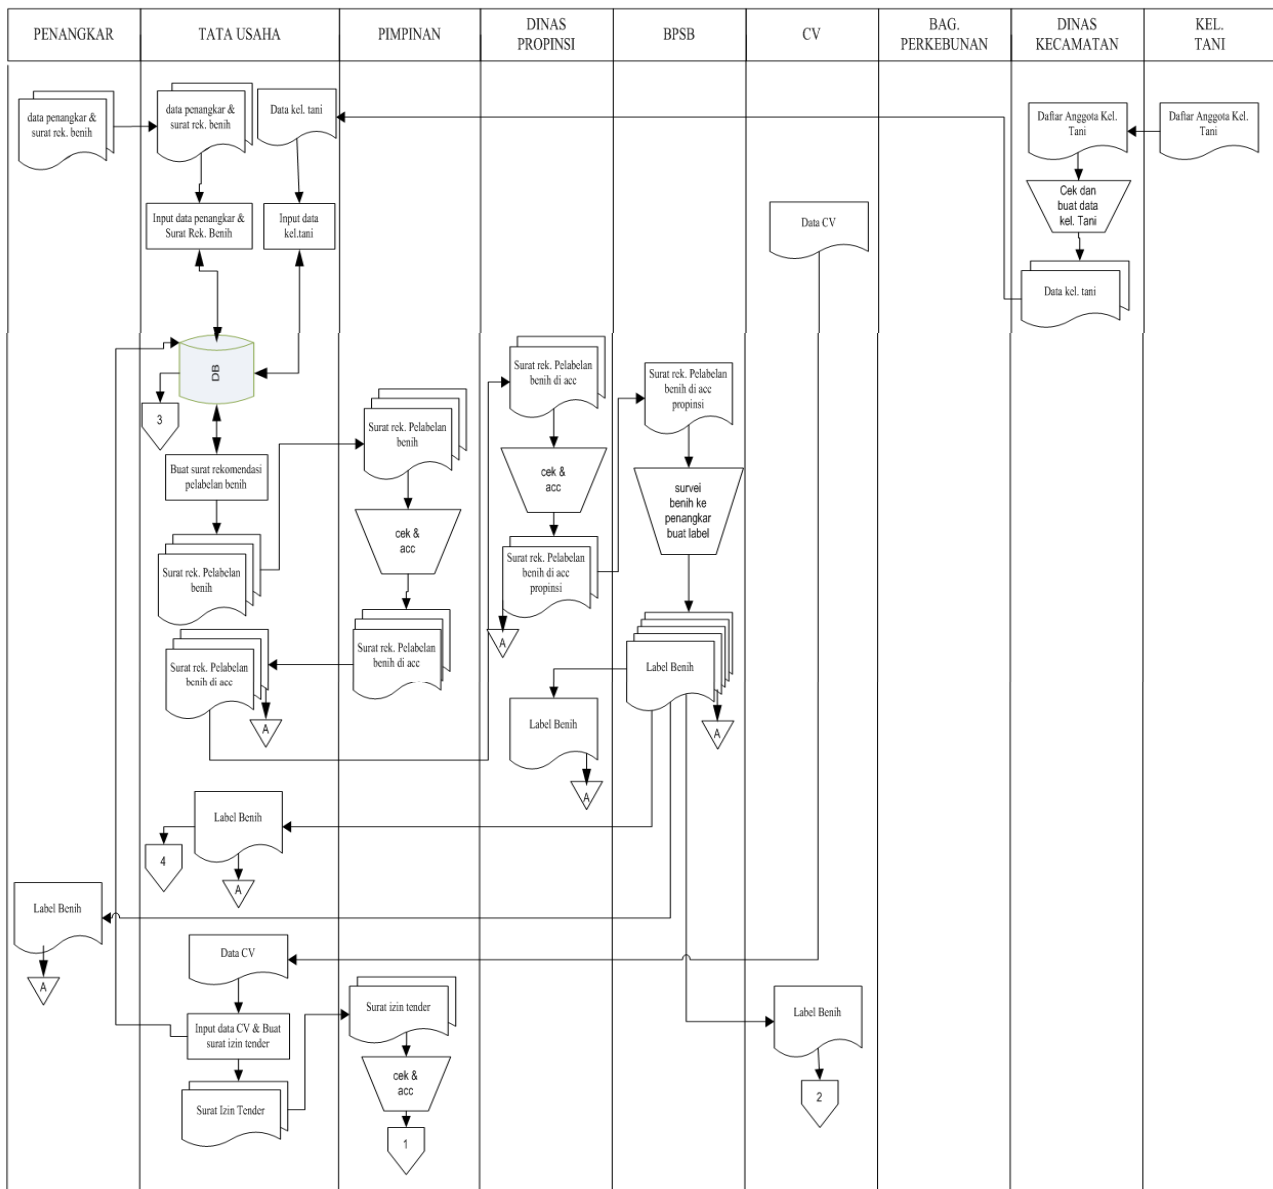 PENANGKAR
TATA USAHA
PIMPINAN
DINAS
PROPINSI
BPSB
CV
BAG.
PERKEBUNAN
DINAS
KECAMATAN
KEL.
TANI
data penangkar &
surat rek. benih
data penangkar &
surat rek. benih
Data kel. tani
Daftar Anggota Kel.
Tani
Daftar Anggota Kel.
Tani
Cek dan
buat data
kel. Tani
Input data penangkar &
Surat Rek. Benih
Input data
kel.tani
Data CV
Data kel. tani
DB
3
Surat rek. Pelabelan
benih di acc
Surat rek. Pelabelan
benih di acc
propinsi
Surat rek. Pelabelan
benih
Buat surat rekomendasi
pelabelan benih
cek &
acc
survei
benih ke
penangkar
buat label
cek &
acc
Surat rek. Pelabelan
benih
Surat rek. Pelabelan
benih di acc
propinsi
A
Surat rek. Pelabelan
benih di acc
Surat rek. Pelabelan
benih di acc
A
Label Benih
A
Label Benih
A
Label Benih
4
A
Label Benih
A
Data CV
Surat izin tender
Label Benih
Input data CV & Buat
surat izin tender
cek &
acc
Surat Izin Tender
2
1